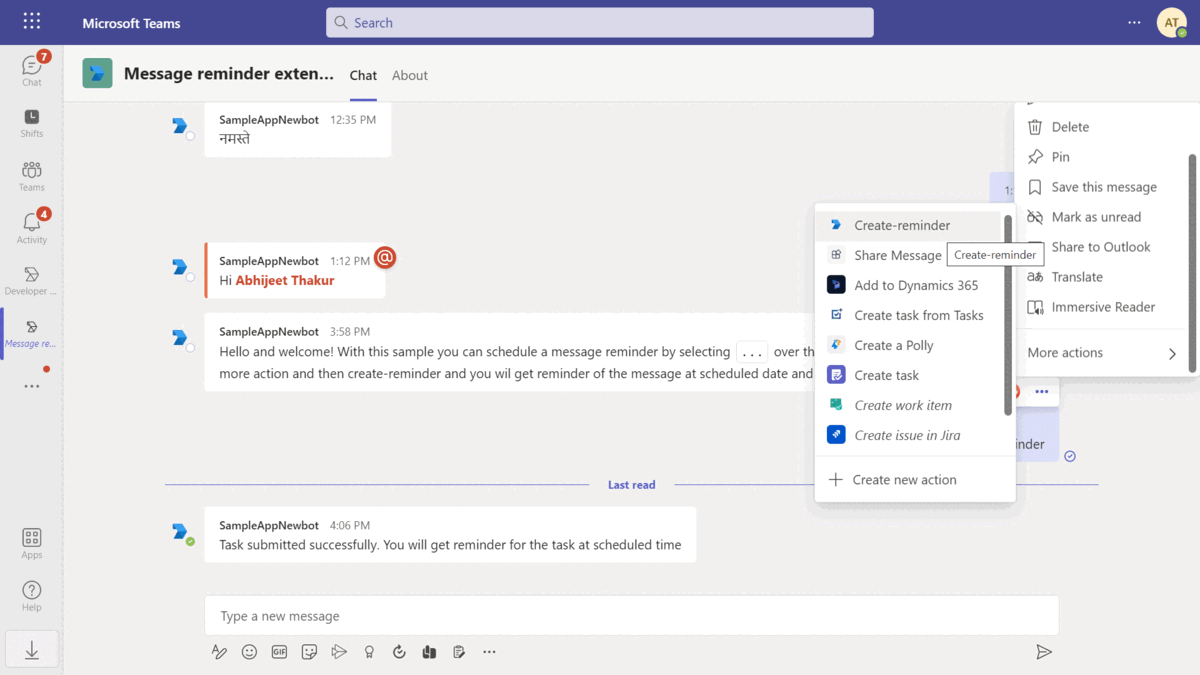 Microsoft Teams
Search
AT
7
Chat
Shifts
Teams
4
Activity
Developer ...
Message re...
Apps
Help
Message reminder exten...
Chat
About
SampleAppNewbot 12:35 PM
नमस्ते
SampleAppNewbot 1:12 PM
Hi Abhijeet Thakur
SampleAppNewbot 3:58 PM
Hello and welcome! With this sample you can schedule a message reminder by selecting ... over th
more action and then create-reminder and you wil get reminder of the message at scheduled date and
Last read
SampleAppNewbot 4:06 PM
Task submitted successfully. You will get reminder for the task at scheduled time
Type a new message
GIF
Create-reminder
Share Message
Create-reminder
Add to Dynamics 365
Create task from Tasks
Create a Polly
Create task
Create work item
Create issue in Jira
Create new action
Delete
Pin
Save this message
Mark as unread
Share to Outlook
Translate
Immersive Reader
More actions